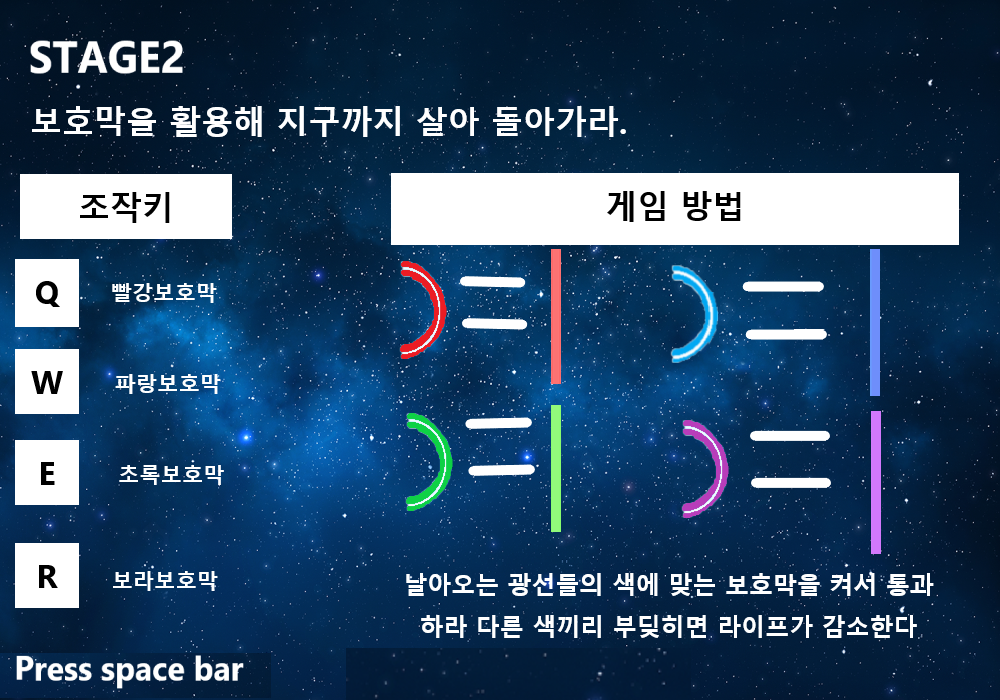 STAGE2
보호막을 활용해 지구까지 살아 돌아가라.
조작키
게임 방법
Q 빨강보호막
W 파랑보호막
E 초록보호막
R 보라보호막
날아오는 광선들의 색에 맞는 보호막을 켜서 통과
하라 다른 색끼리 부딪히면 라이프가 감소한다
Press space bar